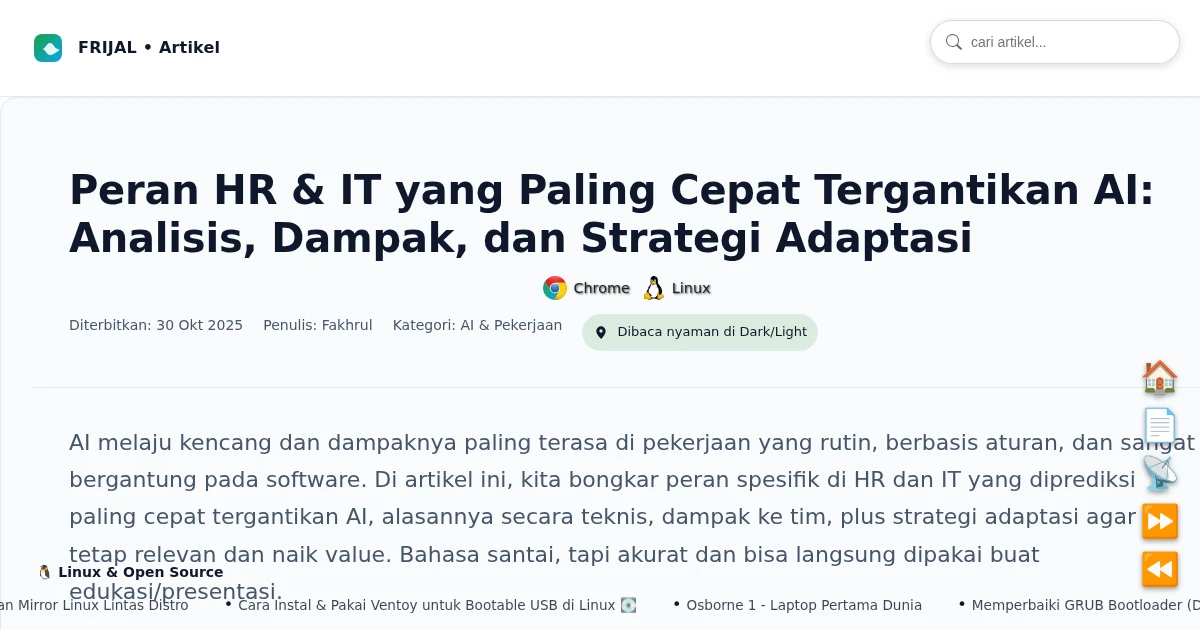 FRIJAL • Artikel
cari artikel...
Peran HR & IT yang Paling Cepat Tergantikan AI:
Analisis, Dampak, dan Strategi Adaptasi
Chrome Linux
Diterbitkan: 30 Okt 2025 Penulis: Fakhrul Kategori: AI & Pekerjaan Dibaca nyaman di Dark/Light
AI melaju kencang dan dampaknya paling terasa di pekerjaan yang rutin, berbasis aturan, dan sangat
bergantung pada software. Di artikel ini, kita bongkar peran spesifik di HR dan IT yang diprediksi
paling cepat tergantikan AI, alasannya secara teknis, dampak ke tim, plus strategi adaptasi agar
tetap relevan dan naik value. Bahasa santai, tapi akurat dan bisa langsung dipakai buat
Linux & Open Source
edukasi/presentasi.
Mirror Linux Lintas Distro • Cara Instal & Pakai Ventoy untuk Bootable USB di Linux • Osborne 1 - Laptop Pertama Dunia • Memperbaiki GRUB Bootloader